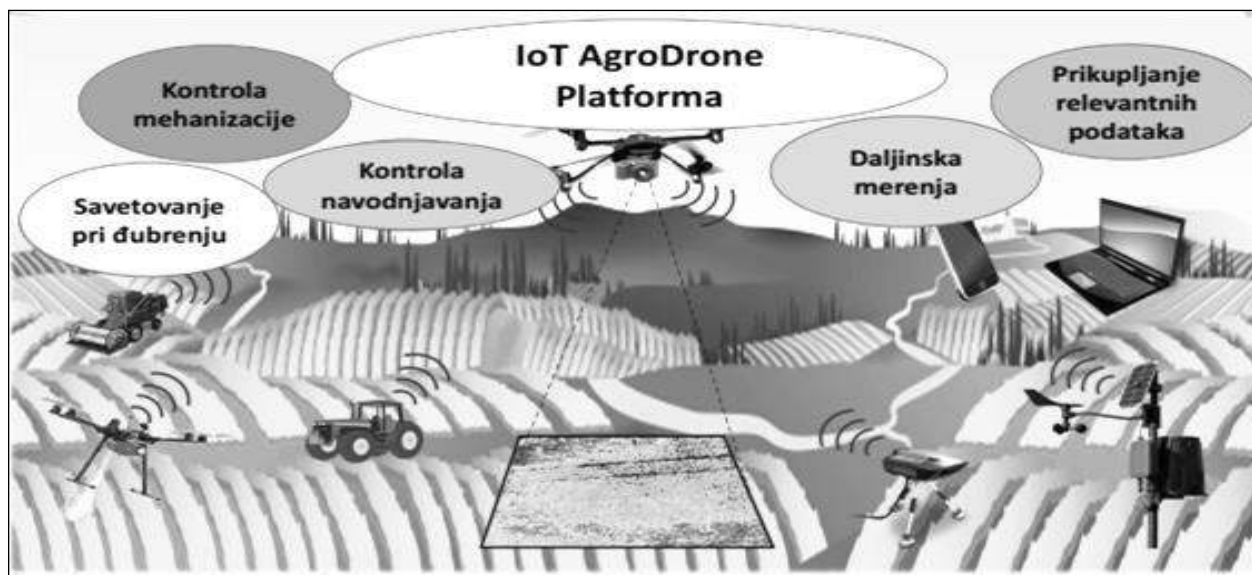 IoT AgroDrone
Platforma
Kontrola
mehanizacije
Prikupljanje
relevantnih
podataka
Kontrola
navodnjavanja
Daljinska
merenja
Savetovanje
pri đubrenju